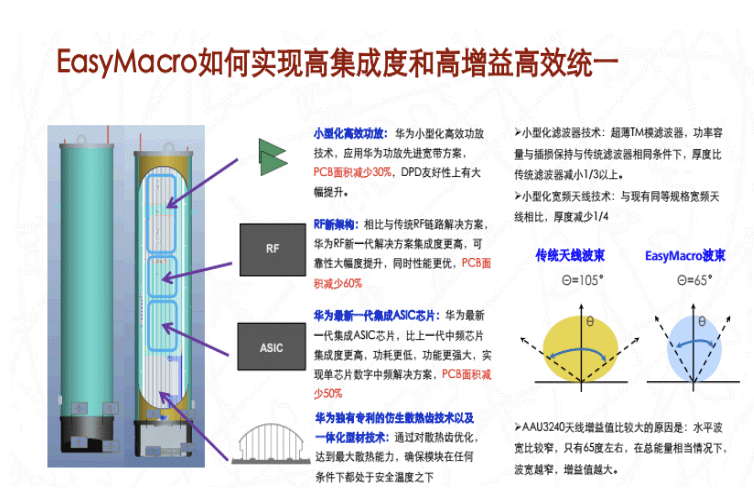 EasyMacro如何实现高集成度和高增益高效统一
小型化高效功放：华为小型化高效功放
技术，应用华为功放先进宽带方案，
PCB面积减少30%，DPD友好性上有大
幅提升。
RF
RF新架构：相比与传统RF链路解决方案，
华为RF新一代解决方案集成度更高，可
靠性大幅度提升，同时性能更优，PCB面
积减少60%
ASIC
华为最新一代集成ASIC芯片：华为最新
一代集成ASIC芯片，比上一代中频芯片
集成度更高，功耗更低，功能更强大，实
现单芯片数字中频解决方案，PCB面积减
少50%
华为独有专利的仿生散热齿技术以及
一体化型材技术：通过对散热齿优化，
达到最大散热能力，确保模块在任何
条件下都处于安全温度之下
➢小型化滤波器技术：超薄TM模滤波器，功率容
量与插损保持与传统滤波器相同条件下，厚度比
传统滤波器减小1/3以上。
➢小型化宽频天线技术：与现有同等规格宽频天
线相比，厚度减少1/4
传统天线波束
Θ=105°
θ
EasyMacro波束
Θ=65°
θ
➢AAU3240天线增益值比较大的原因是：水平波
宽比较窄，只有65度左右，在总能量相当情况下，
波宽越窄，增益值越大。